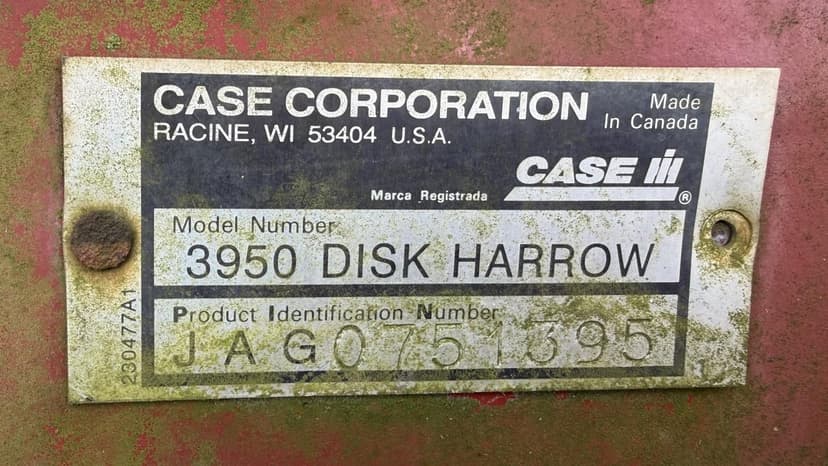 CASE CORPORATION
Made
In Canada
RACINE, WI 53404 U.S.A.
CASE IH
Marca Registrada
®
Model Number
3950 DISK HARROW
Product Identification Number
JAG0751395
230477A1